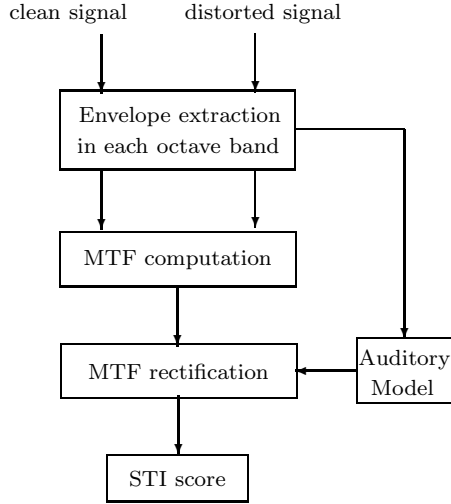 clean signal
distorted signal
Envelope extraction
in each octave band
MTF computation
MTF rectification
Auditory
Model
STI score